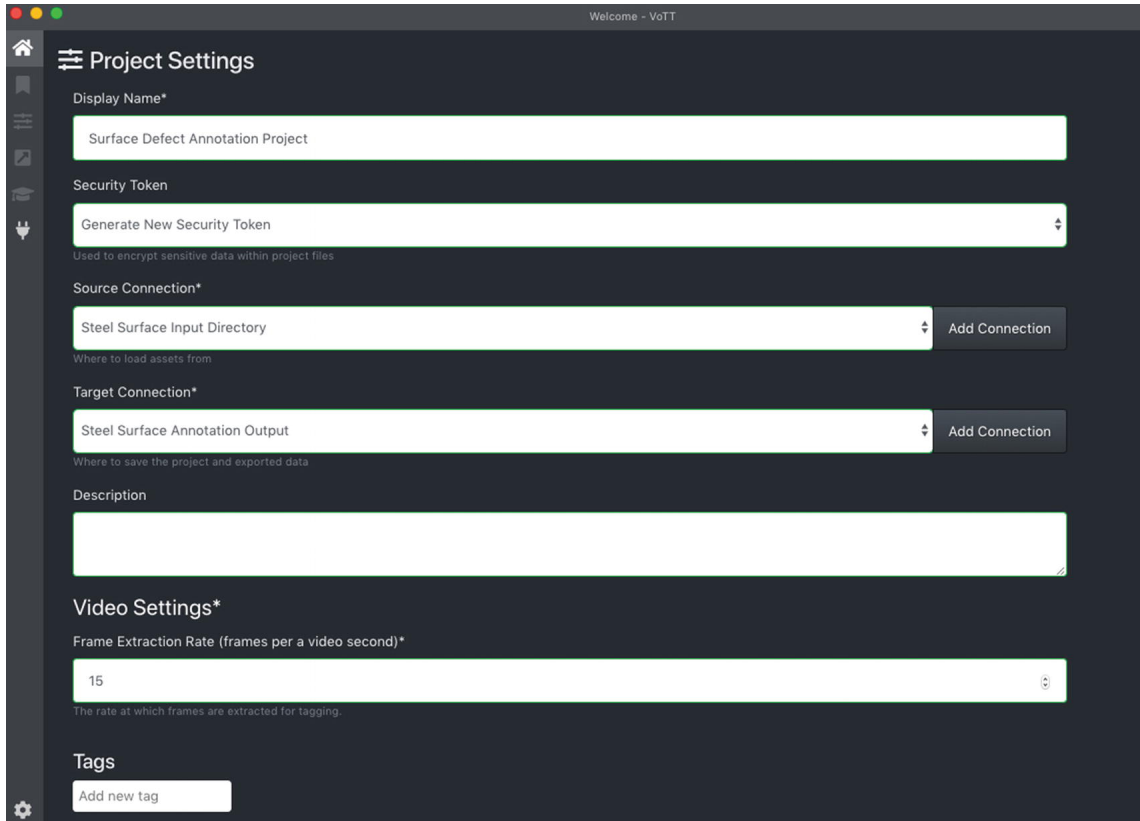 Welcome - VoTT
Project Settings
Display Name*
Surface Defect Annotation Project
Security Token
Generate New Security Token
Used to encrypt sensitive data within project files
Source Connection*
Steel Surface Input Directory
Add Connection
Where to load assets from
Target Connection*
Steel Surface Annotation Output
Add Connection
Where to save the project and exported data
Description
Video Settings*
Frame Extraction Rate (frames per a video second)*
15
The rate at which frames are extracted for tagging.
Tags
Add new tag